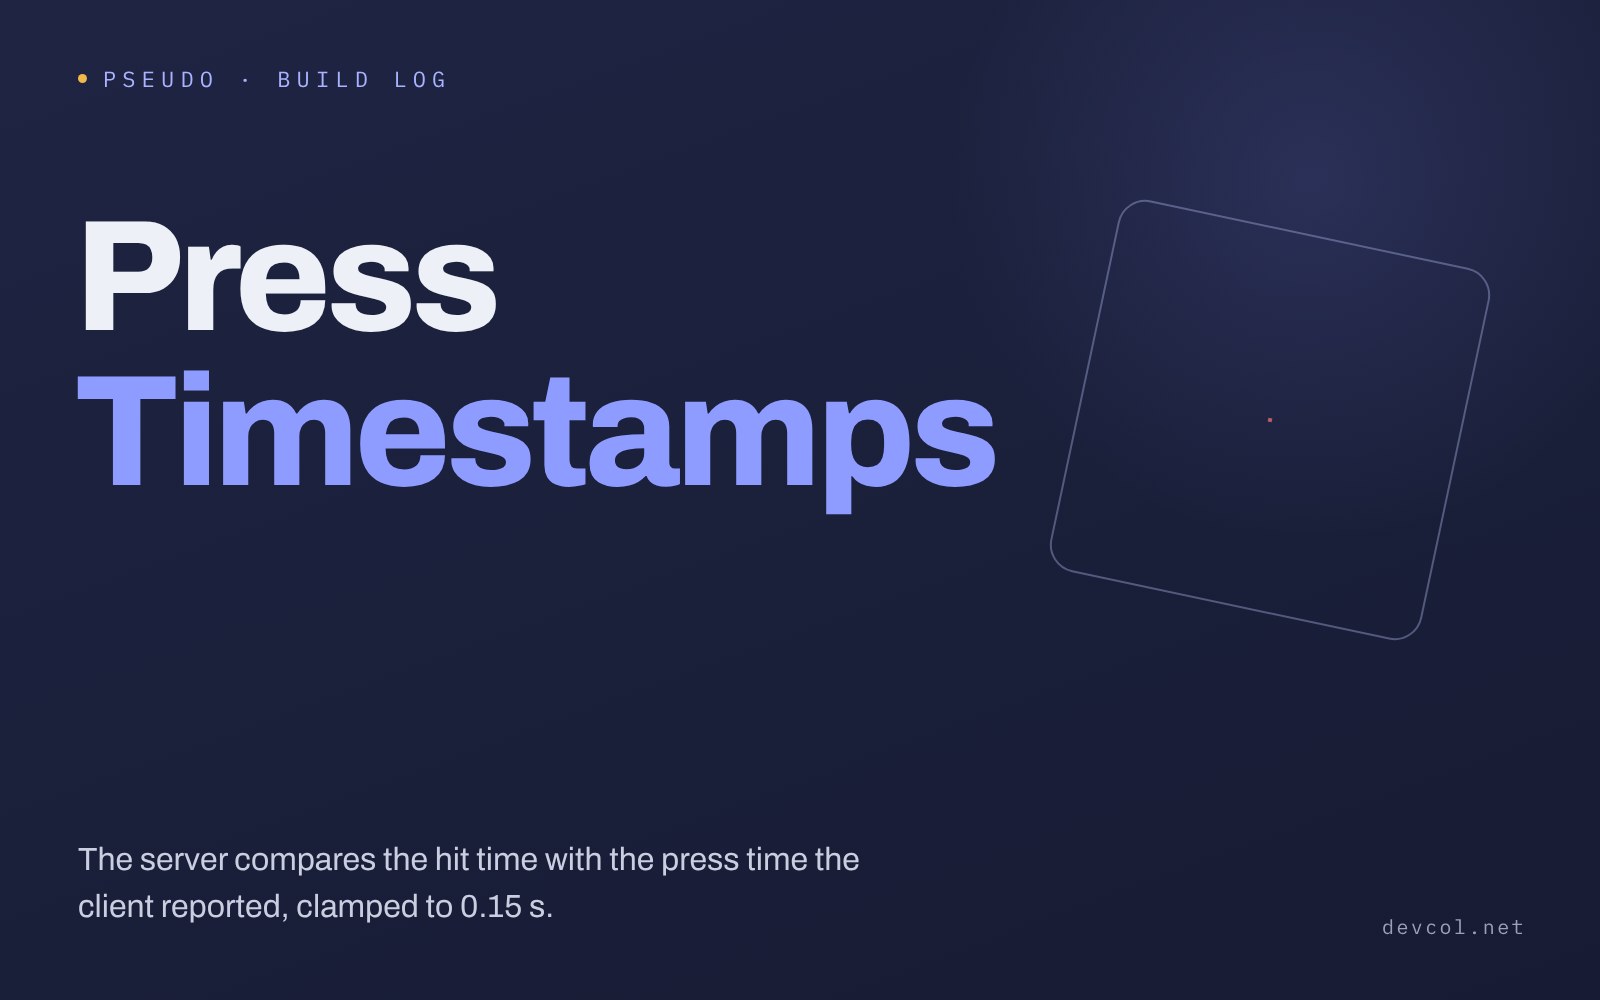 PSEUDO · BUILD LOG
Press
Timestamps
The server compares the hit time with the press time the
client reported, clamped to 0.15 s.
devcol.net